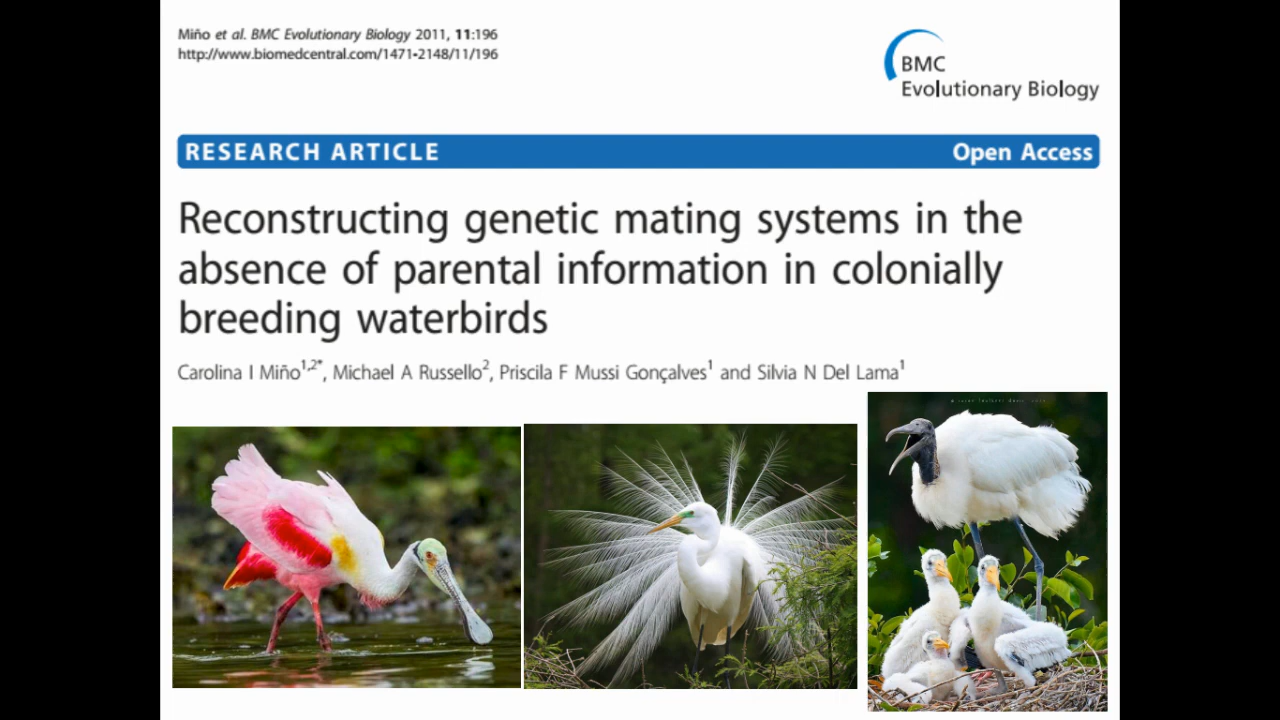 Miño et al. BMC Evolutionary Biology 2011, 11:196
http://www.biomedcentral.com/1471-2148/11/196
BMC
Evolutionary Biology
RESEARCH ARTICLE
Open Access
Reconstructing genetic mating systems in the
absence of parental information in colonially
breeding waterbirds
Carolina I Miño1,2*, Michael A Russello2, Priscila F Mussi Gonçalves1 and Silvia N Del Lama1